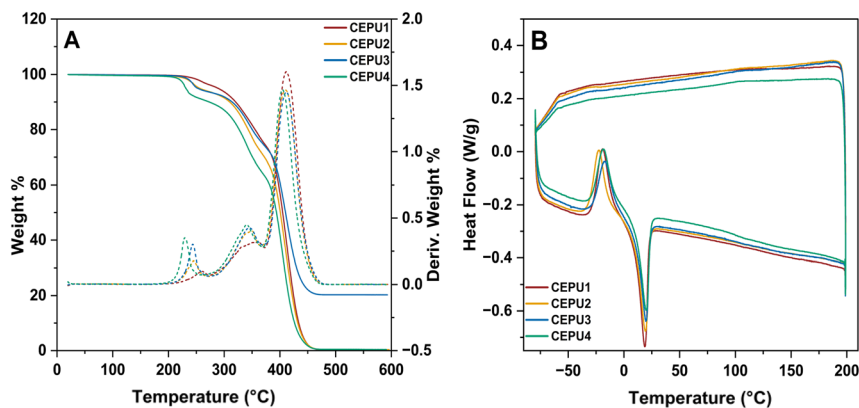 A
CEPU1
CEPU2
CEPU3
CEPU4
Weight %
120
100
80
60
40
20
0
Deriv. Weight %
2.0
1.5
1.0
0.5
0.0
−0.5
0 100 200 300 400 500 600
Temperature (°C)
B
Heat Flow (W/g)
0.4
0.2
0.0
−0.2
−0.4
−0.6
CEPU1
CEPU2
CEPU3
CEPU4
−50 0 50 100 150 200
Temperature (°C)